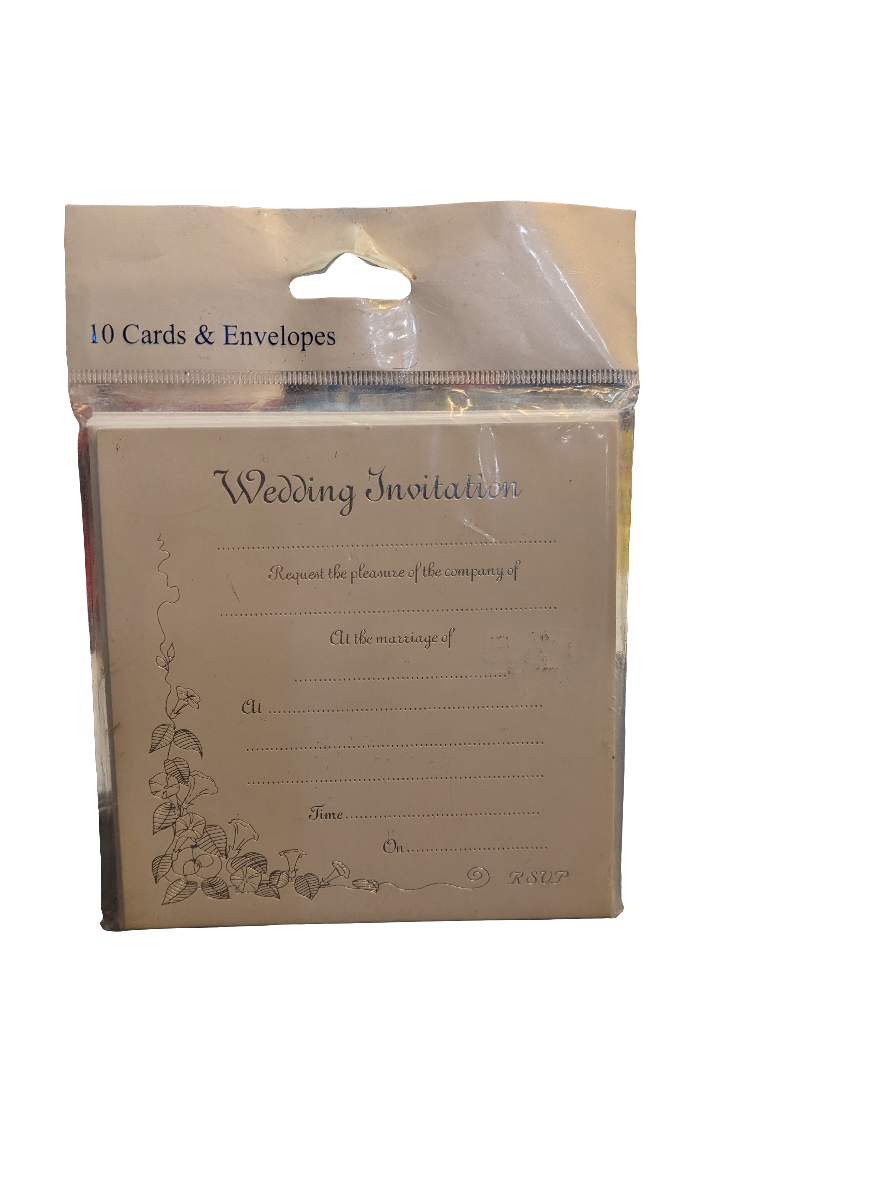 10 Cards & Envelopes
Wedding Invitation
Request the pleasure of the company of
At the marriage of
At
Time
On
RSVP